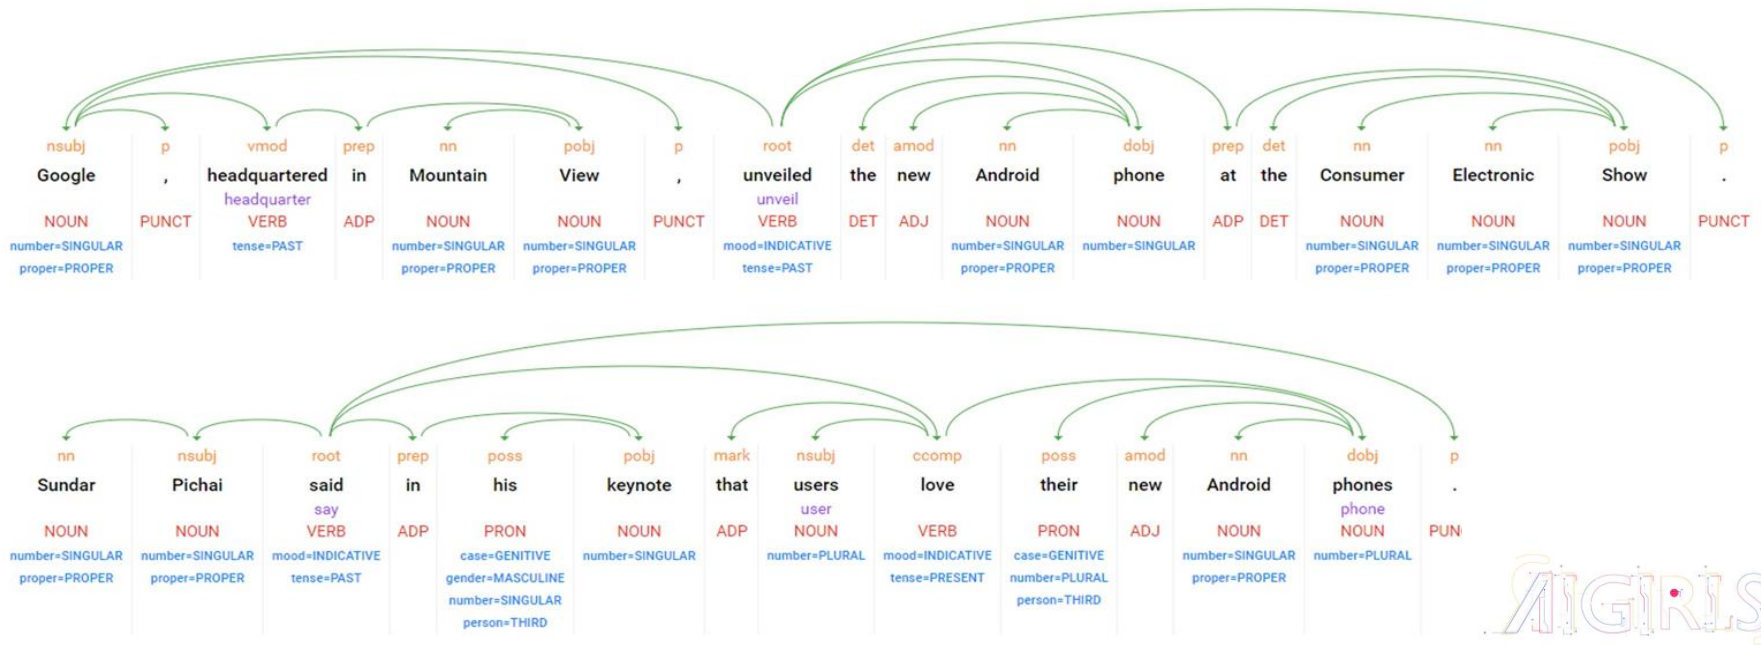 nsubj p vmod prep nn pobj p root det amod nn dobj prep det nn nn pobj p
Google , headquartered in Mountain View , unveiled the new Android phone at the Consumer Electronic Show .
headquarter unveil
NOUN PUNCT VERB ADP NOUN NOUN PUNCT VERB DET ADJ NOUN NOUN ADP DET NOUN NOUN NOUN PUNCT
number=SINGULAR tense=PAST number=SINGULAR number=SINGULAR mood=INDICATIVE number=SINGULAR number=SINGULAR number=SINGULAR number=SINGULAR number=SINGULAR
proper=PROPER proper=PROPER proper=PROPER tense=PAST proper=PROPER proper=PROPER proper=PROPER proper=PROPER
nn nsubj root prep poss pobj mark nsubj ccomp poss amod nn dobj p
Sundar Pichai said in his keynote that users love their new Android phones .
say user phone
NOUN NOUN VERB ADP PRON NOUN ADP NOUN VERB PRON ADJ NOUN NOUN PUN
number=SINGULAR number=SINGULAR mood=INDICATIVE case=GENITIVE number=SINGULAR number=PLURAL mood=INDICATIVE case=GENITIVE number=SINGULAR number=PLURAL
proper=PROPER proper=PROPER tense=PAST gender=MASCULINE tense=PRESENT number=PLURAL proper=PROPER
number=SINGULAR person=THIRD
person=THIRD
AIGIRLS